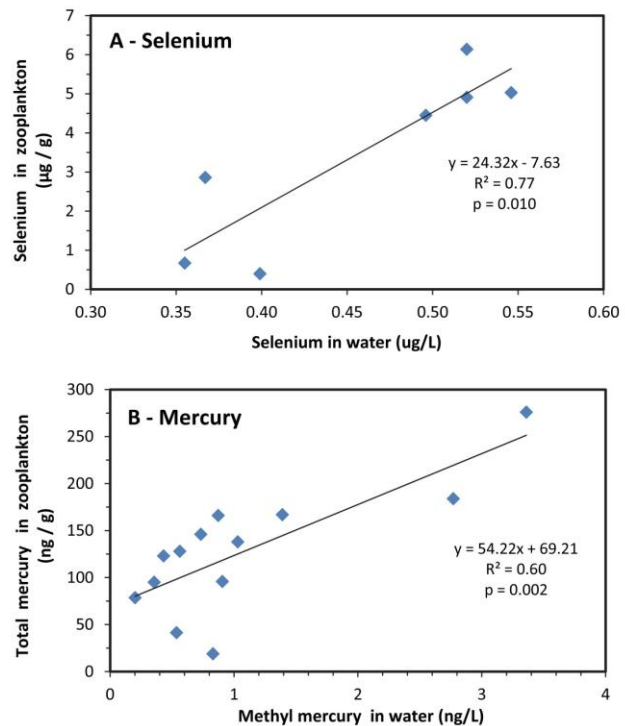 A - Selenium
7
6
5
4
3
2
1
0
Selenium in zooplankton
(µg / g)
y = 24.32x - 7.63
R² = 0.77
p = 0.010
0.30 0.35 0.40 0.45 0.50 0.55 0.60
Selenium in water (ug/L)
B - Mercury
300
250
200
150
100
50
0
Total mercury in zooplankton
(ng / g)
y = 54.22x + 69.21
R² = 0.60
p = 0.002
0 1 2 3 4
Methyl mercury in water (ng/L)